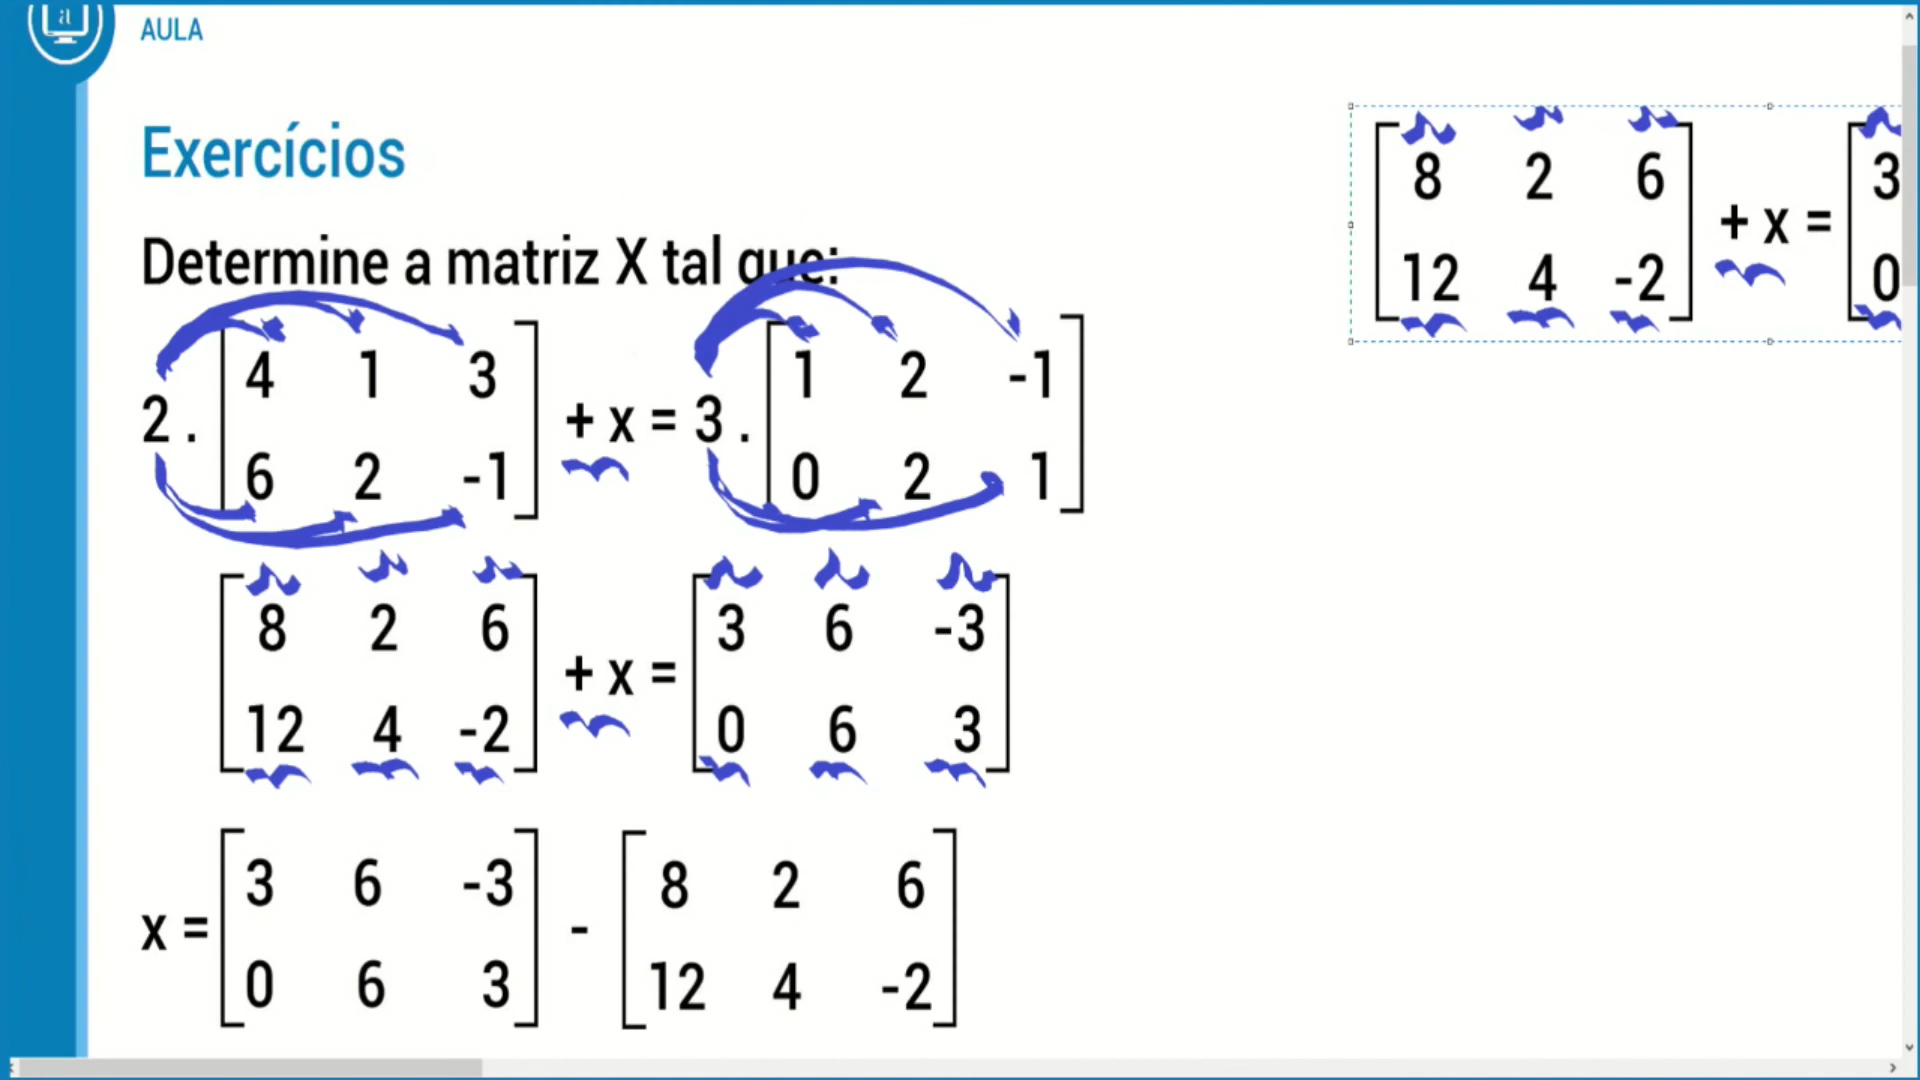 a
AULA
Exercícios
Determine a matriz X tal que:
2 . [ 4 1 3
6 2 -1 ] + x = 3 . [ 1 2 -1
0 2 1 ]
[ 8 2 6
12 4 -2 ] + x = [ 3 6 -3
0 6 3 ]
x = [ 3 6 -3
0 6 3 ] - [ 8 2 6
12 4 -2 ]
[ 8 2 6
12 4 -2 ] + x = [ 3
0